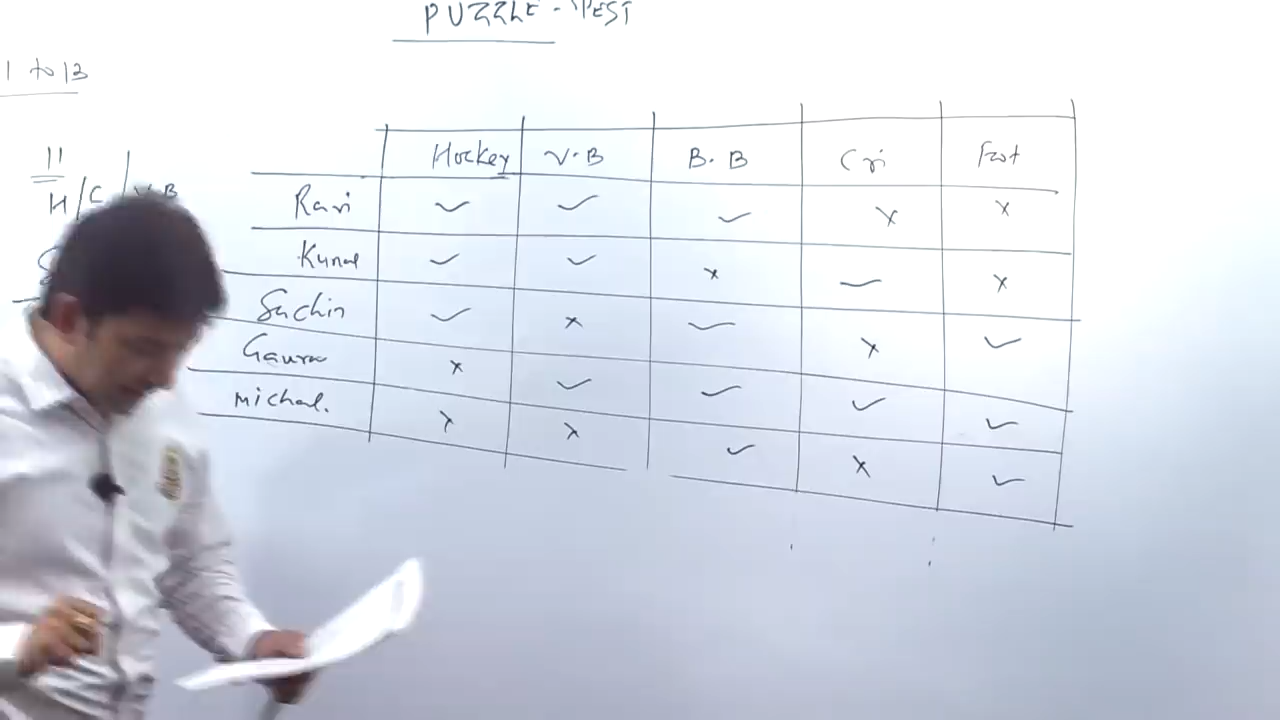 PUZZLE - TEST
1 to 13
11
H/C/V.B
Hockey V.B B.B Cri Foot
Ravi ✓ ✓ ✓ x x
Kunal ✓ ✓ x ✓ x
Sachin ✓ x ✓ x ✓
Gaurav x ✓ ✓ ✓ ✓
Michal. x x ✓ x ✓